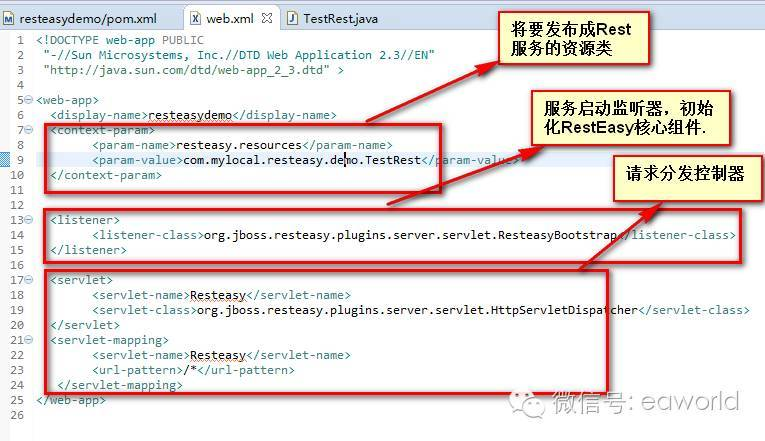 resteasydemo/pom.xml
web.xml
TestRest.java
1 <!DOCTYPE web-app PUBLIC
2 "-//Sun Microsystems, Inc.//DTD Web Application 2.3//EN"
3 "http://java.sun.com/dtd/web-app_2_3.dtd" >
4
5 <web-app>
6 <display-name>resteasydemo</display-name>
7 <context-param>
8 <param-name>resteasy.resources</param-name>
9 <param-value>com.mylocal.resteasy.demo.TestRest</param-value>
10 </context-param>
11
12
13 <listener>
14 <listener-class>org.jboss.resteasy.plugins.server.servlet.ResteasyBootstrap</listener-class>
15 </listener>
16
17 <servlet>
18 <servlet-name>Resteasy</servlet-name>
19 <servlet-class>org.jboss.resteasy.plugins.server.servlet.HttpServletDispatcher</servlet-class>
20 </servlet>
21 <servlet-mapping>
22 <servlet-name>Resteasy</servlet-name>
23 <url-pattern>/*</url-pattern>
24 </servlet-mapping>
25 </web-app>
26
将要发布成Rest
服务的资源类
服务启动监听器，初始
化RestEasy核心组件.
请求分发控制器
微信号: eaworld